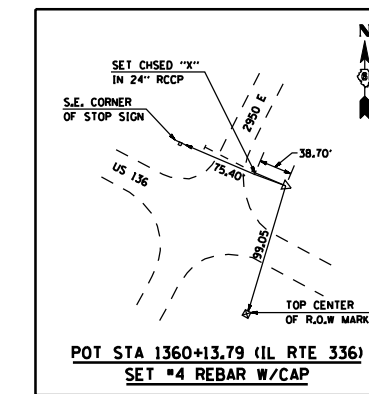 N
SET CHSED "X"
IN 24" RCCP
S.E. CORNER
OF STOP SIGN
2950 E
38.70'
75.40'
US 136
99.05
TOP CENTER
OF R.O.W MARK
POT STA 1360+13.79 (IL RTE 336)
SET #4 REBAR W/CAP